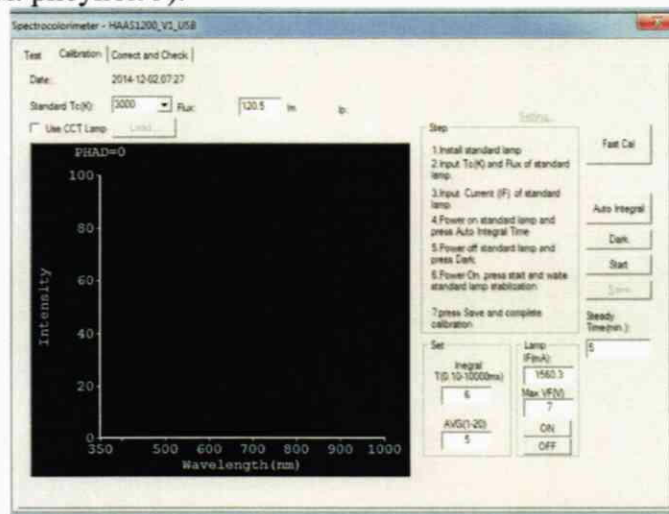 Spectrocolorimeter - HAAS1200_V1_USB
Test Calibration Correct and Check
Date: 2014-12-02,07:27
Standard Tc(K): 3000 Flux: 120.5 lm Ip:
Use CCT Lamp Load...
Setting...
PHAD=0
100
80
60
40
20
0
Intensity
350 500 600 700 800 900 1000
Wavelength(nm)
Step
1.Install standard lamp
2.Input Tc(K) and Flux of standard
lamp.
3.Input Current (IF) of standard
lamp.
4.Power on standard lamp and
press Auto Integral Time
5.Power off standard lamp and
press Dark.
6.Power On, press start and waite
standard lamp stabilization
7.press Save and complete
calibration
Fast Cal
Auto Integral
Dark
Start
Save
Steady
Time(min.):
5
Set
Inegral
T(0.10-10000ms)
6
AVG(1-20)
5
Lamp
IF(mA):
1560.3
Max VF(V)
7
ON
OFF